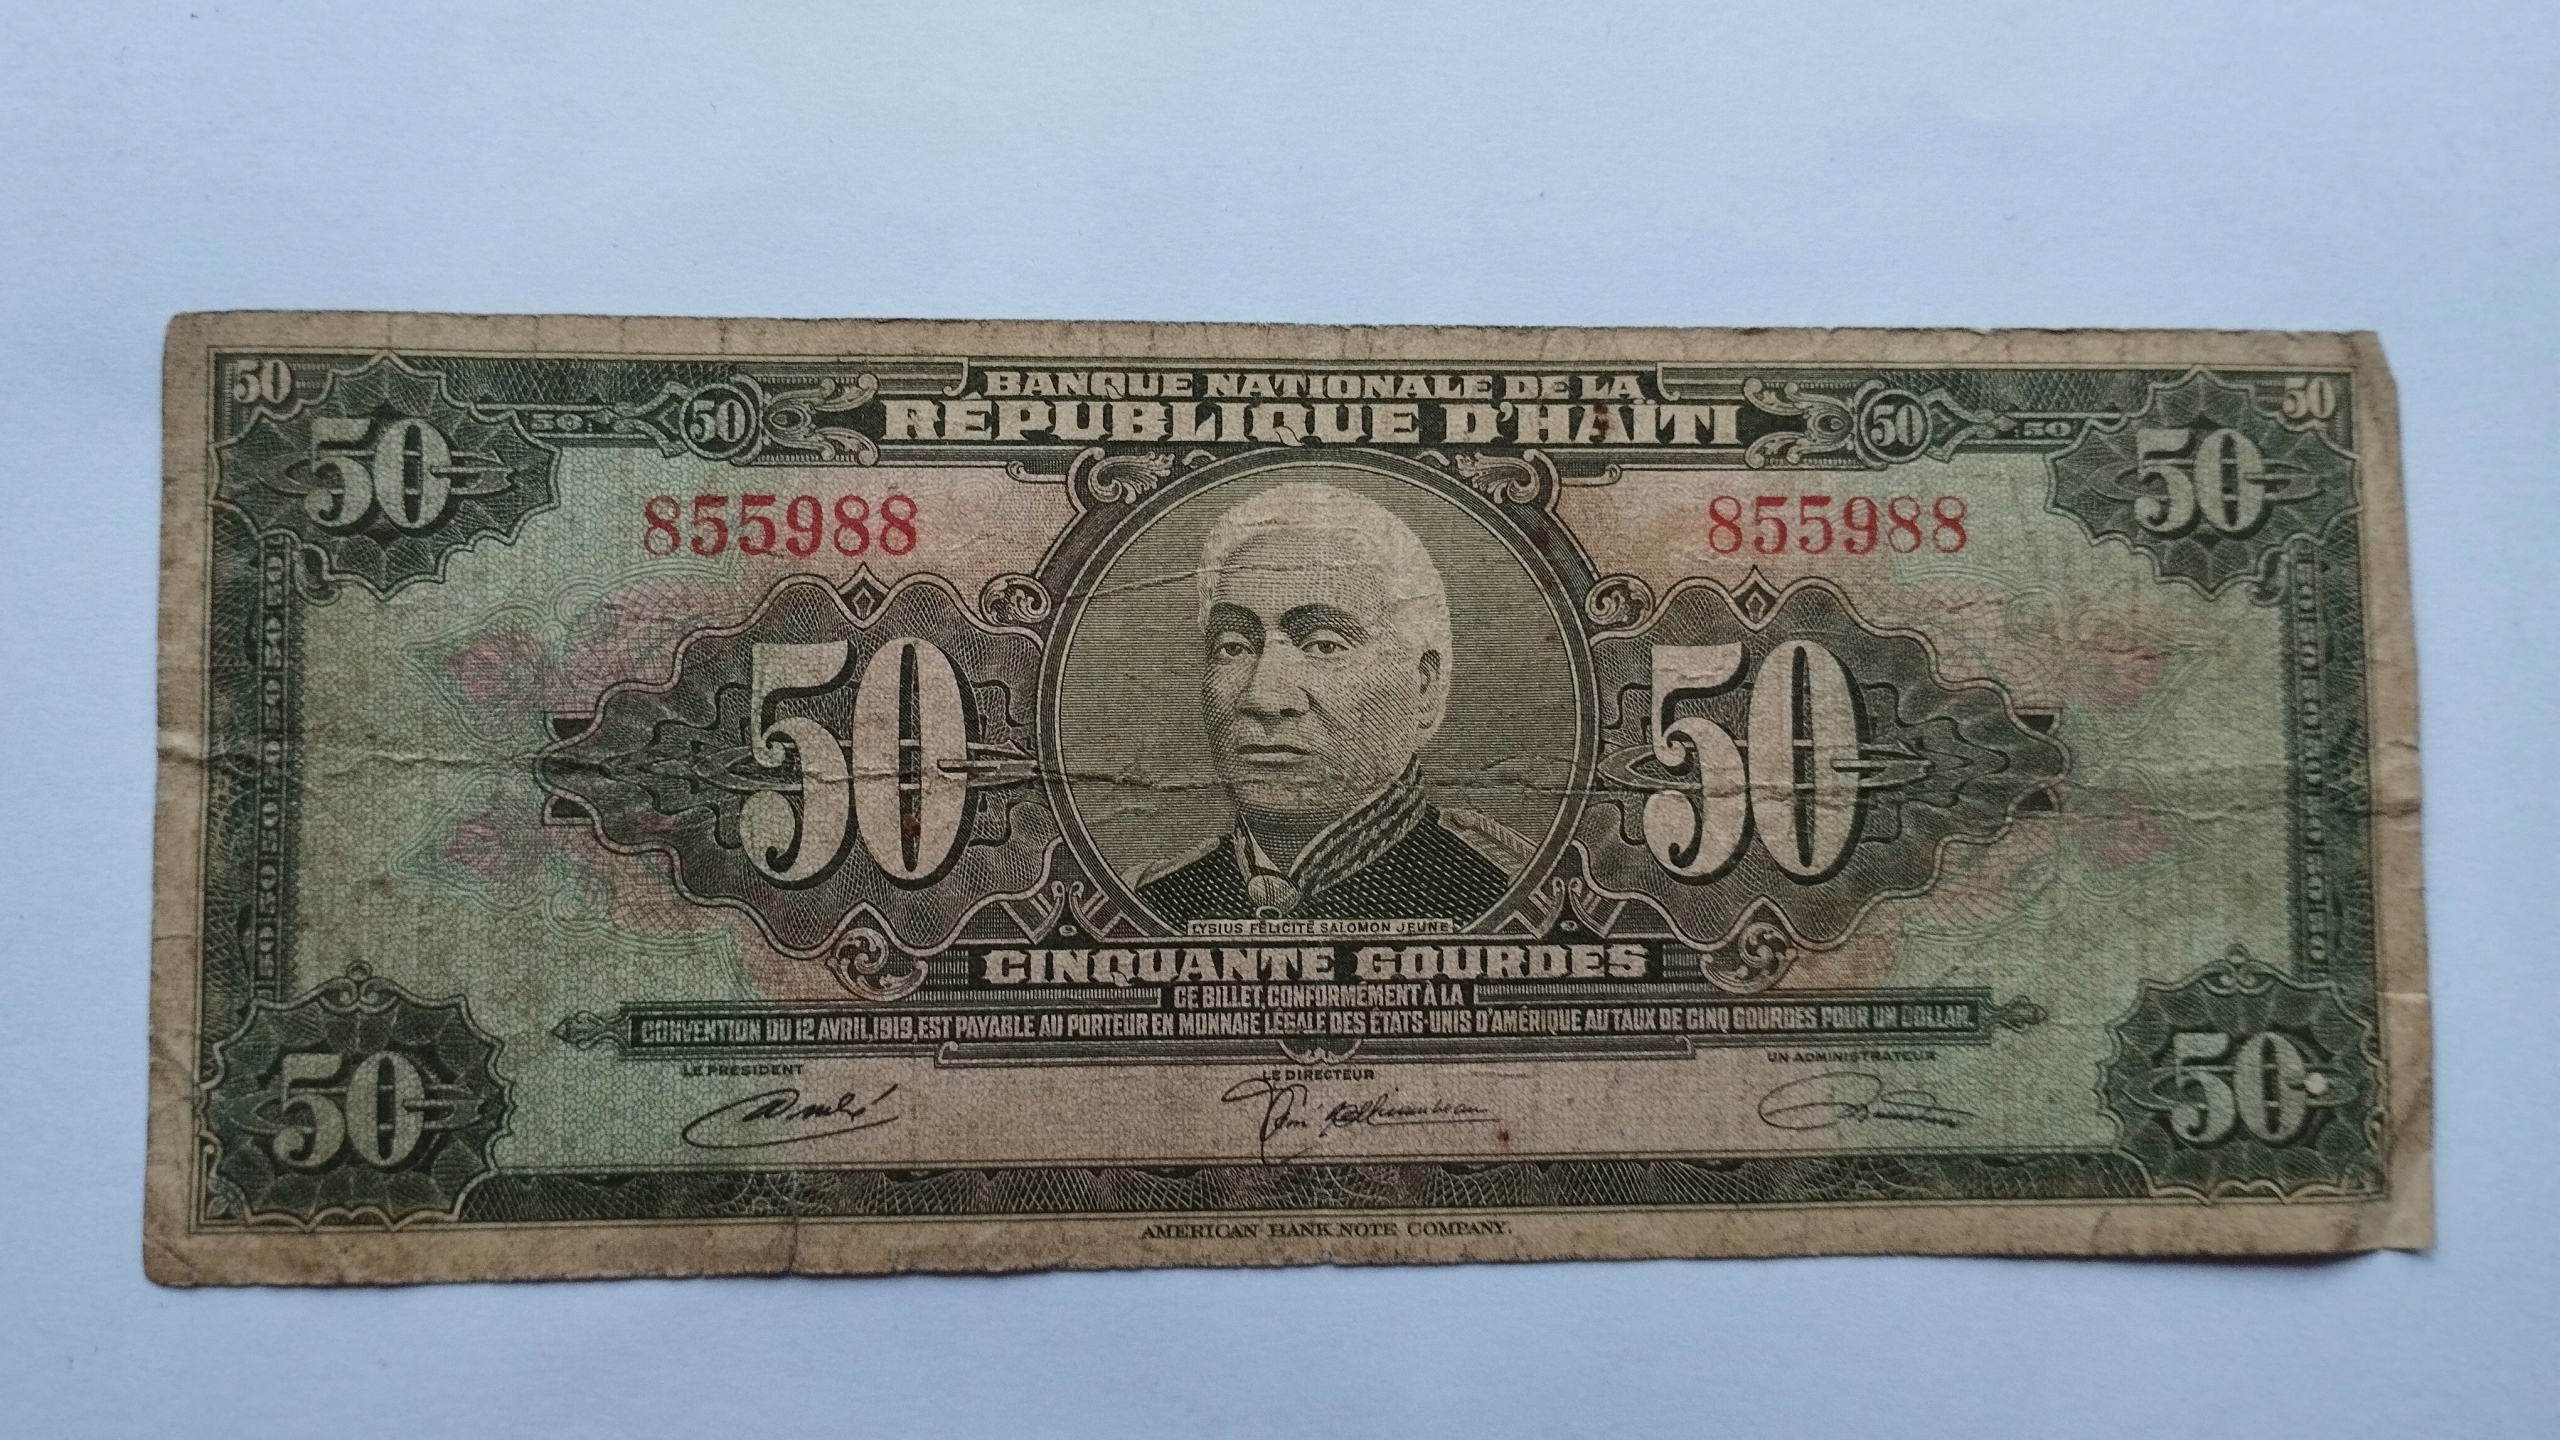 50 50
BANQUE NATIONALE DE LA
RÉPUBLIQUE D'HAÏTI
50 50 50 50 50 50
855988 855988
50 50
LYSIUS FÉLICITÉ SALOMON JEUNE
CINQUANTE GOURDES
CE BILLET, CONFORMÉMENT À LA
CONVENTION DU 12 AVRIL, 1919, EST PAYABLE AU PORTEUR EN MONNAIE LÉGALE DES ÉTATS-UNIS D'AMÉRIQUE AU TAUX DE CINQ GOURDES POUR UN DOLLAR.
LE PRÉSIDENT LE DIRECTEUR UN ADMINISTRATEUR
50 50
AMERICAN BANK NOTE COMPANY.